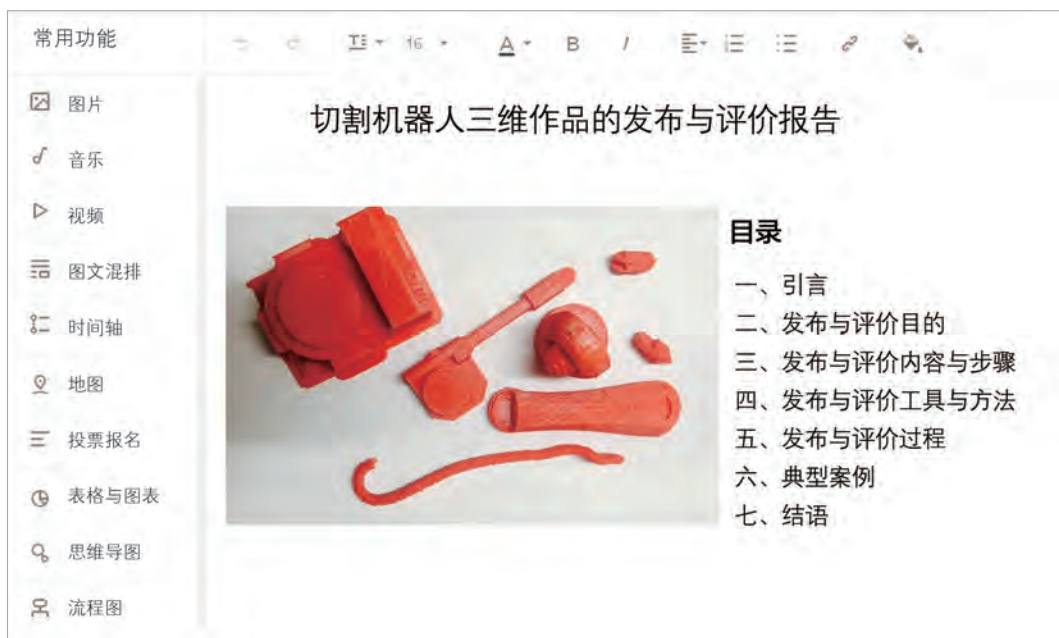 常用功能
16
A
B
I
图片
音乐
视频
图文混排
时间轴
地图
投票报名
表格与图表
思维导图
流程图
切割机器人三维作品的发布与评价报告
目录
一、引言
二、发布与评价目的
三、发布与评价内容与步骤
四、发布与评价工具与方法
五、发布与评价过程
六、典型案例
七、结语